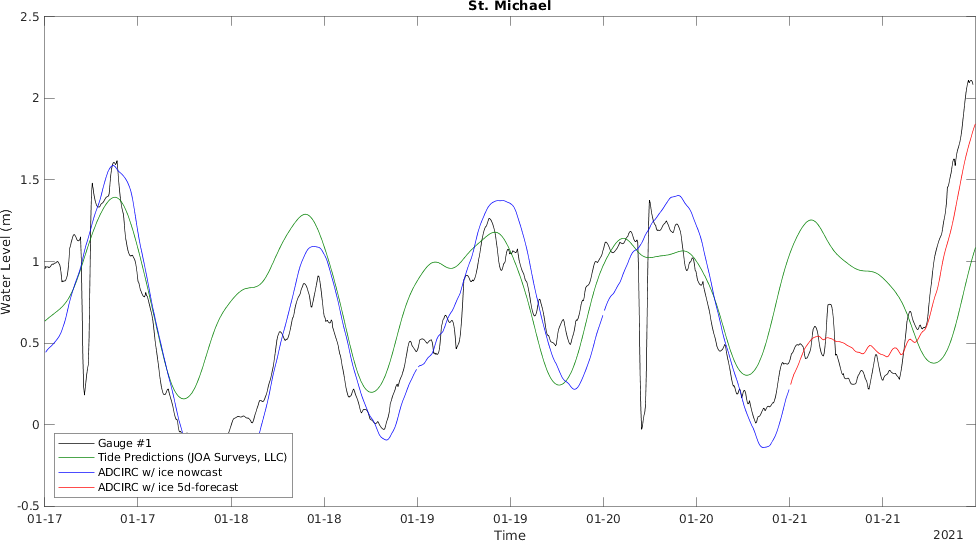 St. Michael
2.5
2
1.5
1
0.5
0
-0.5
Water Level (m)
Gauge #1
Tide Predictions (JOA Surveys, LLC)
ADCIRC w/ ice nowcast
ADCIRC w/ ice 5d-forecast
01-17 01-17 01-18 01-18 01-19 01-19 01-20 01-20 01-21 01-21
Time
2021